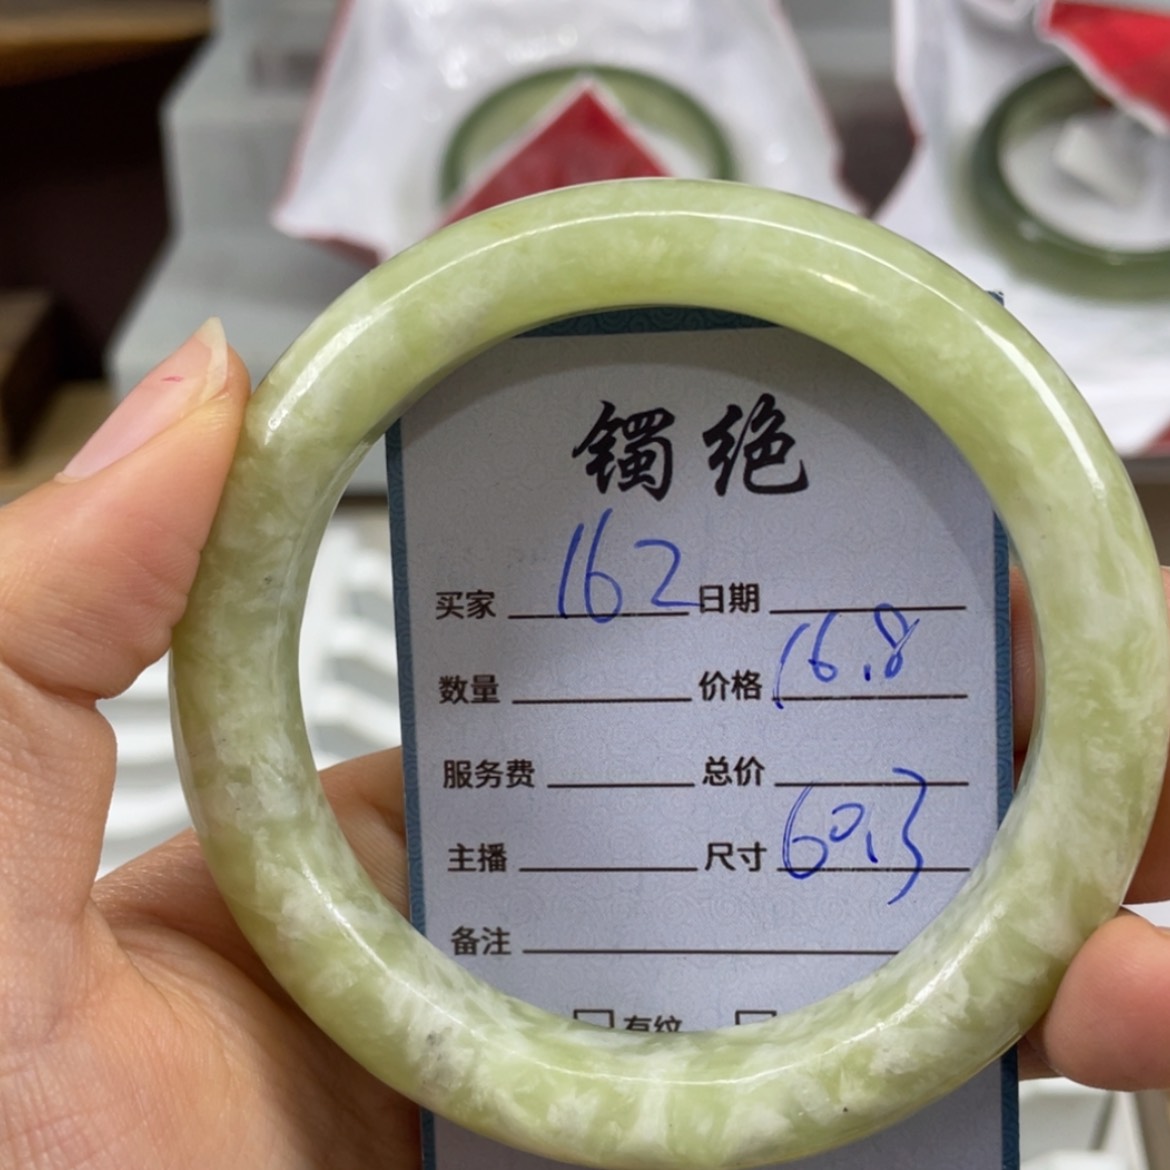 镯绝
买家 162 日期
数量 价格 16.8
服务费 总价
主播 尺寸 60.3
备注
有纹